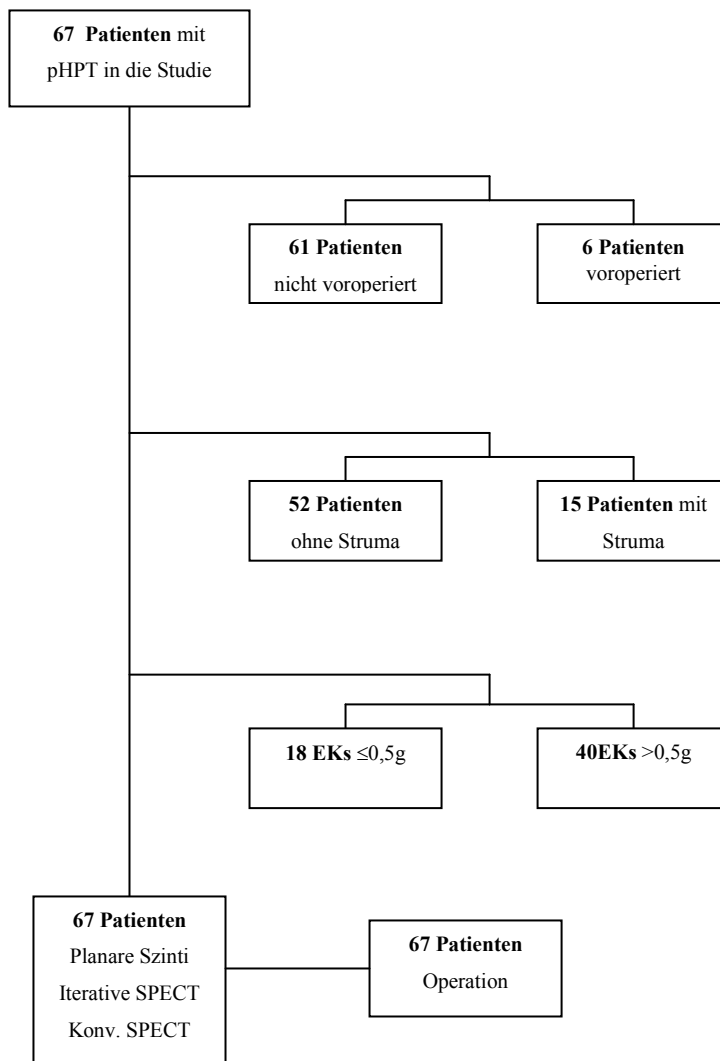 67 Patienten mit
pHPT in die Studie
61 Patienten
nicht voroperiert
6 Patienten
voroperiert
52 Patienten
ohne Struma
15 Patienten mit
Struma
18 EKs ≤0,5g
40EKs >0,5g
67 Patienten
Planare Szinti
Iterative SPECT
Konv. SPECT
67 Patienten
Operation